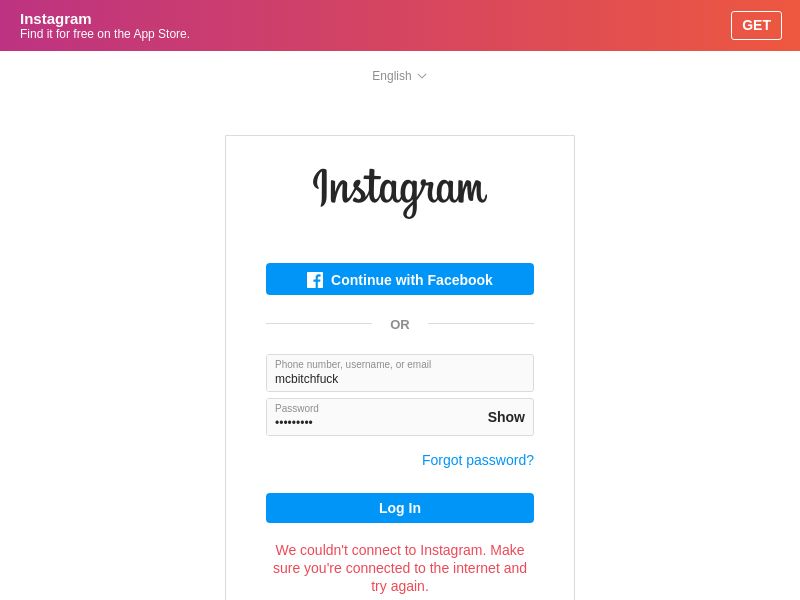 Instagram
Find it for free on the App Store.
GET
English
Instagram
Continue with Facebook
OR
Phone number, username, or email
mcbitchfuck
Password
•••••••••
Show
Forgot password?
Log In
We couldn't connect to Instagram. Make
sure you're connected to the internet and
try again.